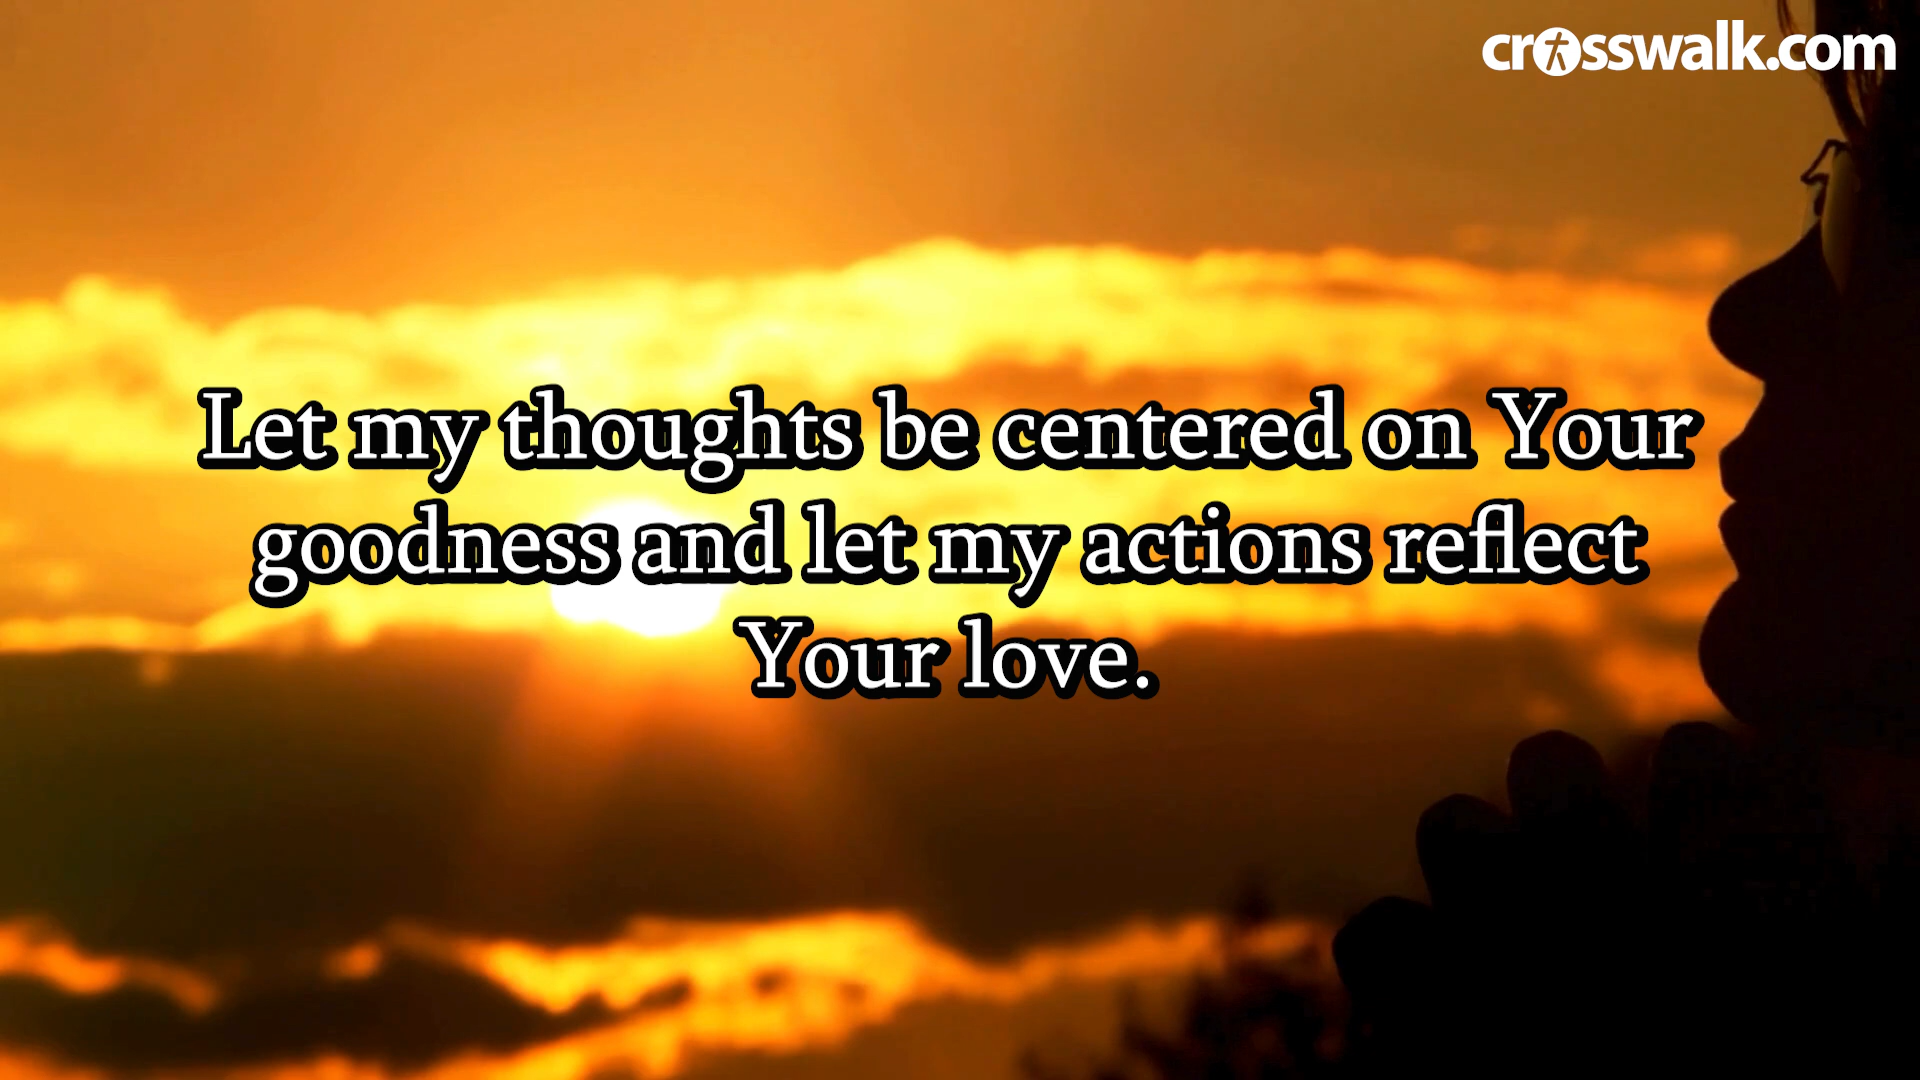 crosswalk.com
Let my thoughts be centered on Your
goodness and let my actions reflect
Your love.